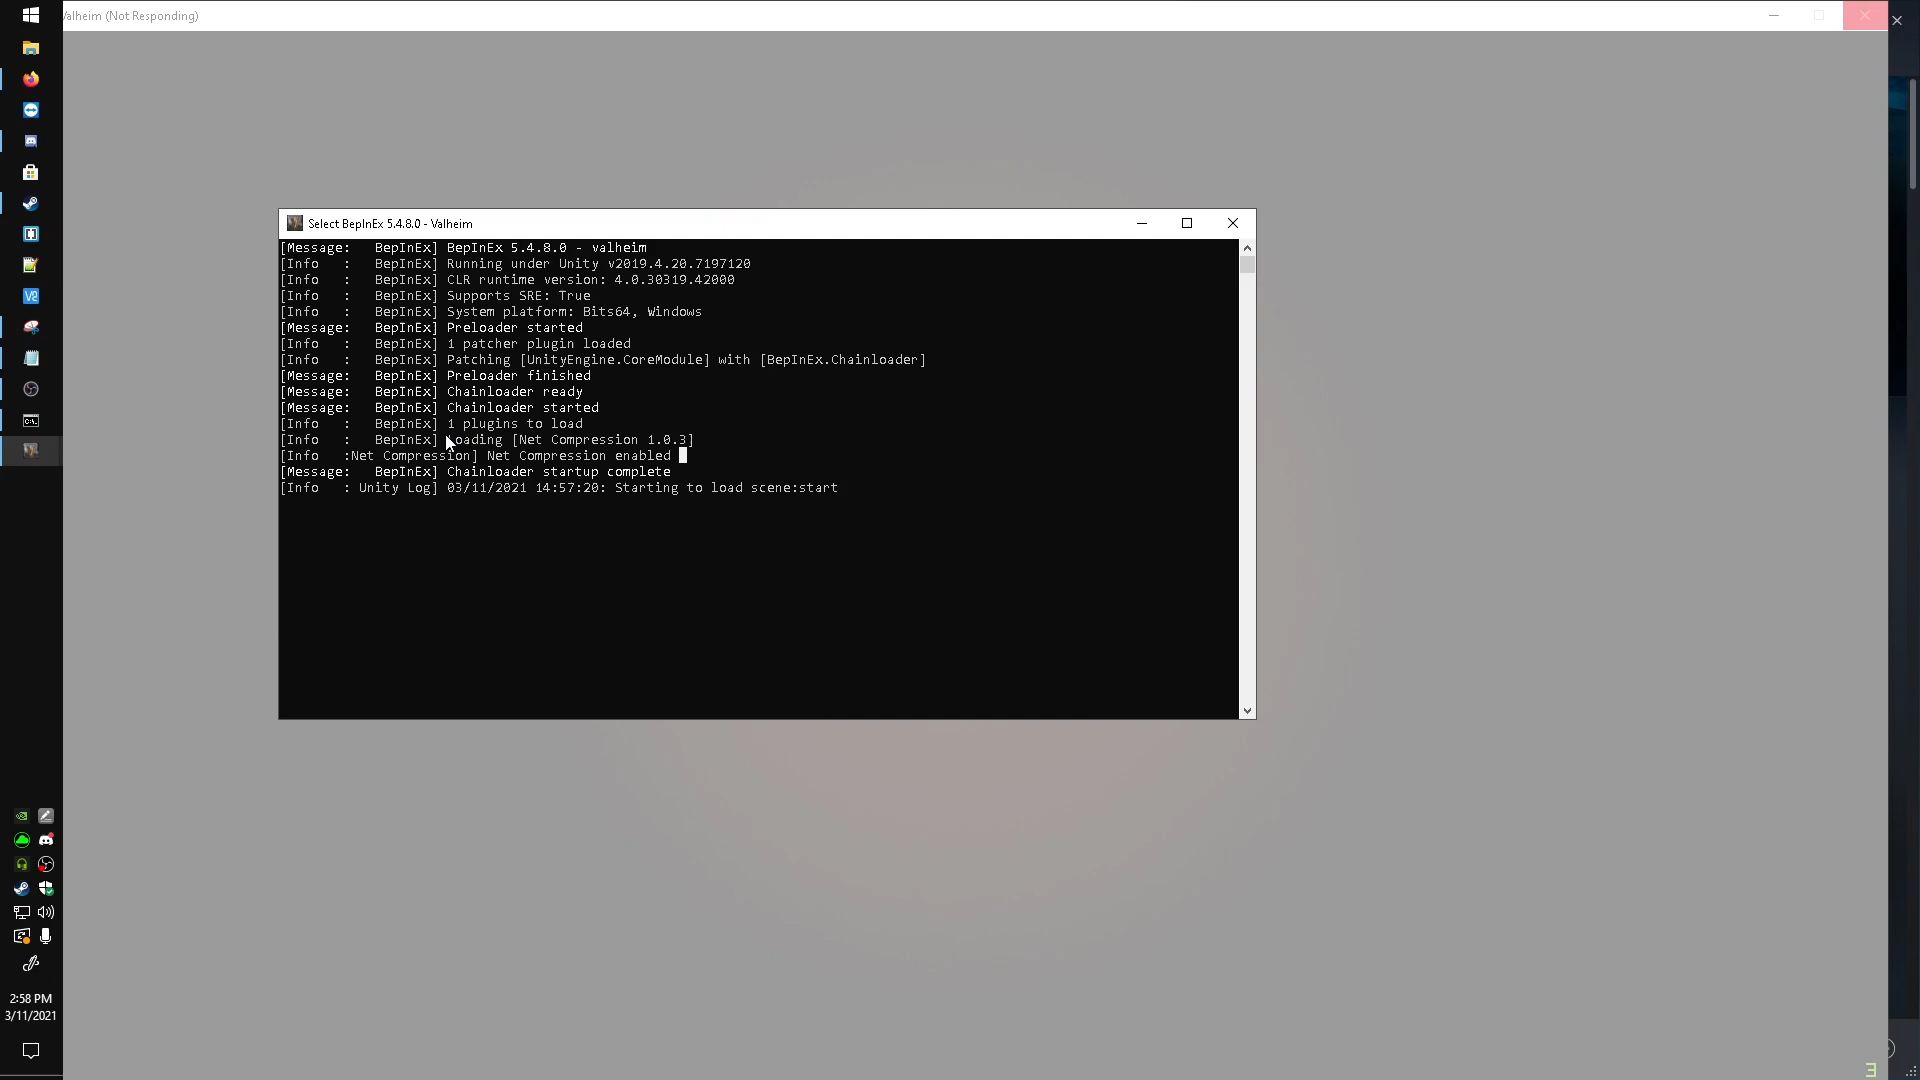 Valheim (Not Responding)
Select BepInEx 5.4.8.0 - Valheim
[Message:   BepInEx] BepInEx 5.4.8.0 - valheim
[Info   :   BepInEx] Running under Unity v2019.4.20.7197120
[Info   :   BepInEx] CLR runtime version: 4.0.30319.42000
[Info   :   BepInEx] Supports SRE: True
[Info   :   BepInEx] System platform: Bits64, Windows
[Message:   BepInEx] Preloader started
[Info   :   BepInEx] 1 patcher plugin loaded
[Info   :   BepInEx] Patching [UnityEngine.CoreModule] with [BepInEx.Chainloader]
[Message:   BepInEx] Preloader finished
[Message:   BepInEx] Chainloader ready
[Message:   BepInEx] Chainloader started
[Info   :   BepInEx] 1 plugins to load
[Info   :   BepInEx] Loading [Net Compression 1.0.3]
[Info   :Net Compression] Net Compression enabled
[Message:   BepInEx] Chainloader startup complete
[Info   : Unity Log] 03/11/2021 14:57:20: Starting to load scene:start
2:58 PM
3/11/2021
3